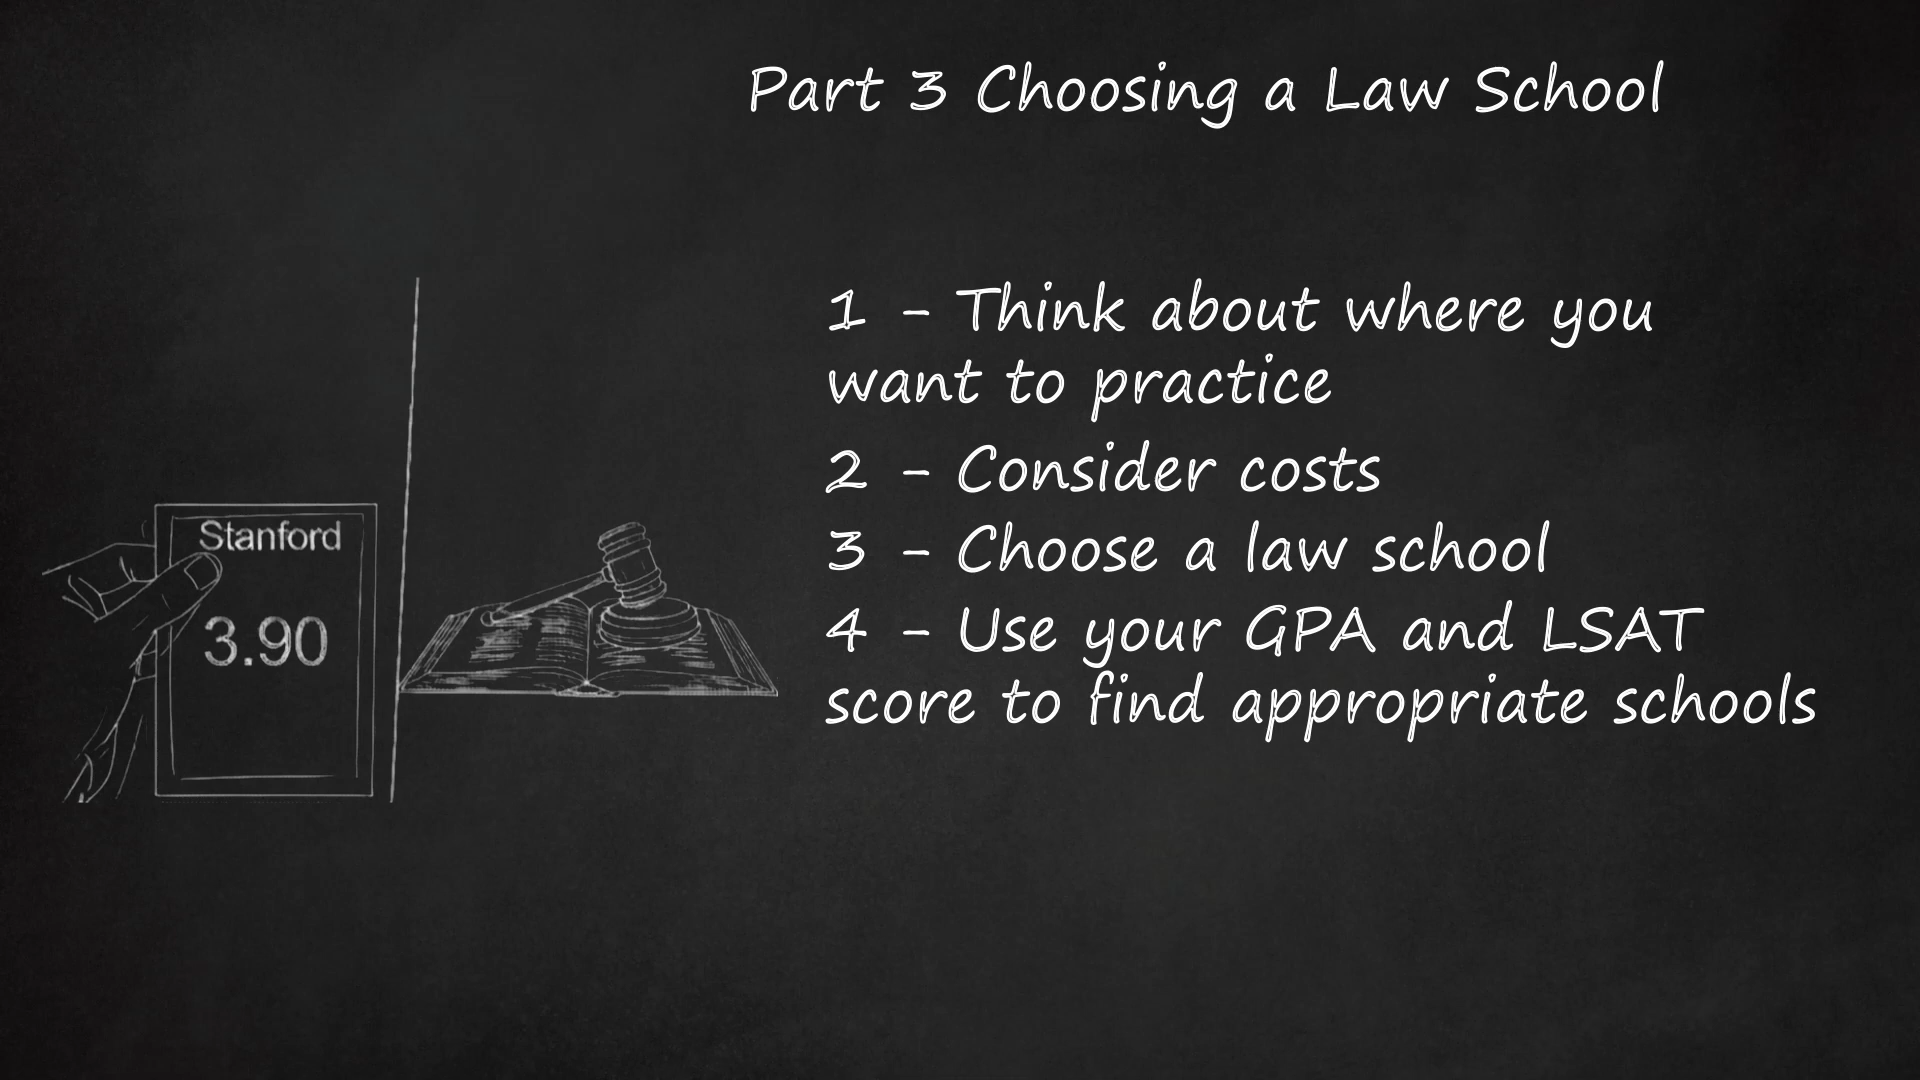 Part 3 Choosing a Law School
1 - Think about where you
want to practice
2 - Consider costs
3 - Choose a law school
4 - Use your GPA and LSAT
score to find appropriate schools
Stanford
3.90